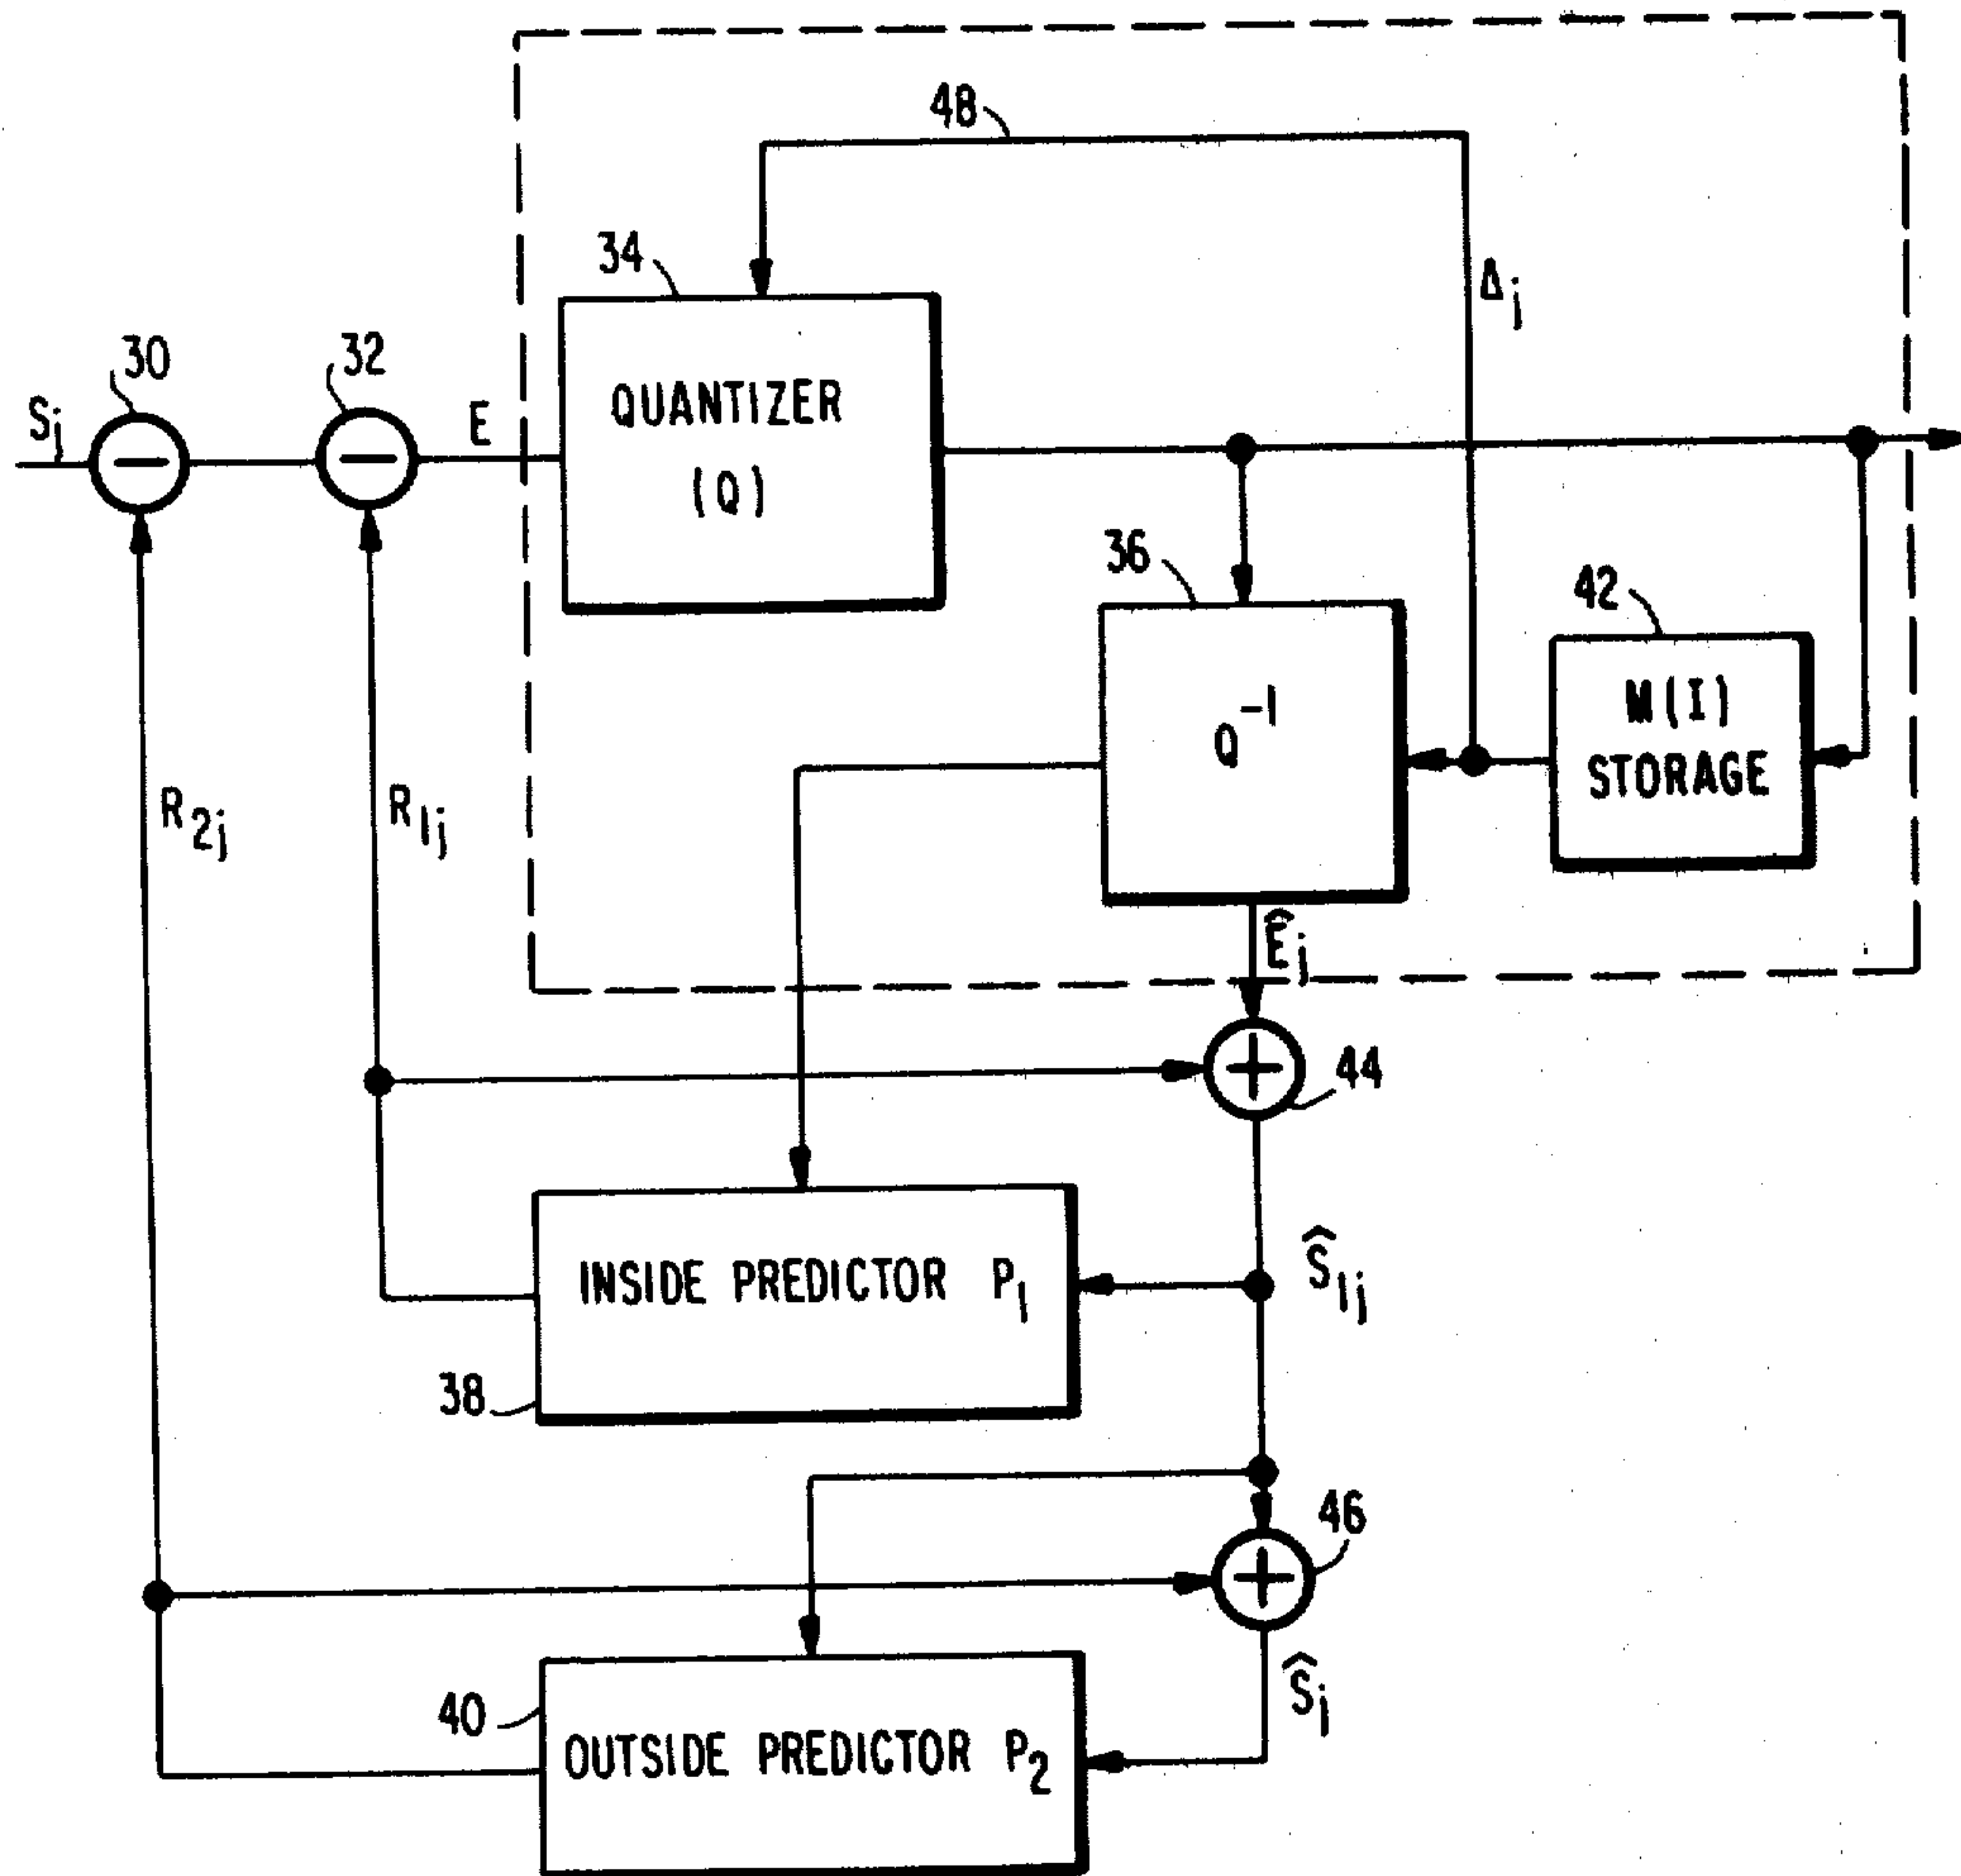 48
34
Δj
30
32
Sj
E
QUANTIZER
(Q)
36
42
Q⁻¹
M(I)
STORAGE
R2j
R1j
Êj
44
INSIDE PREDICTOR P1
Ŝ1j
38
46
40
Ŝj
OUTSIDE PREDICTOR P2